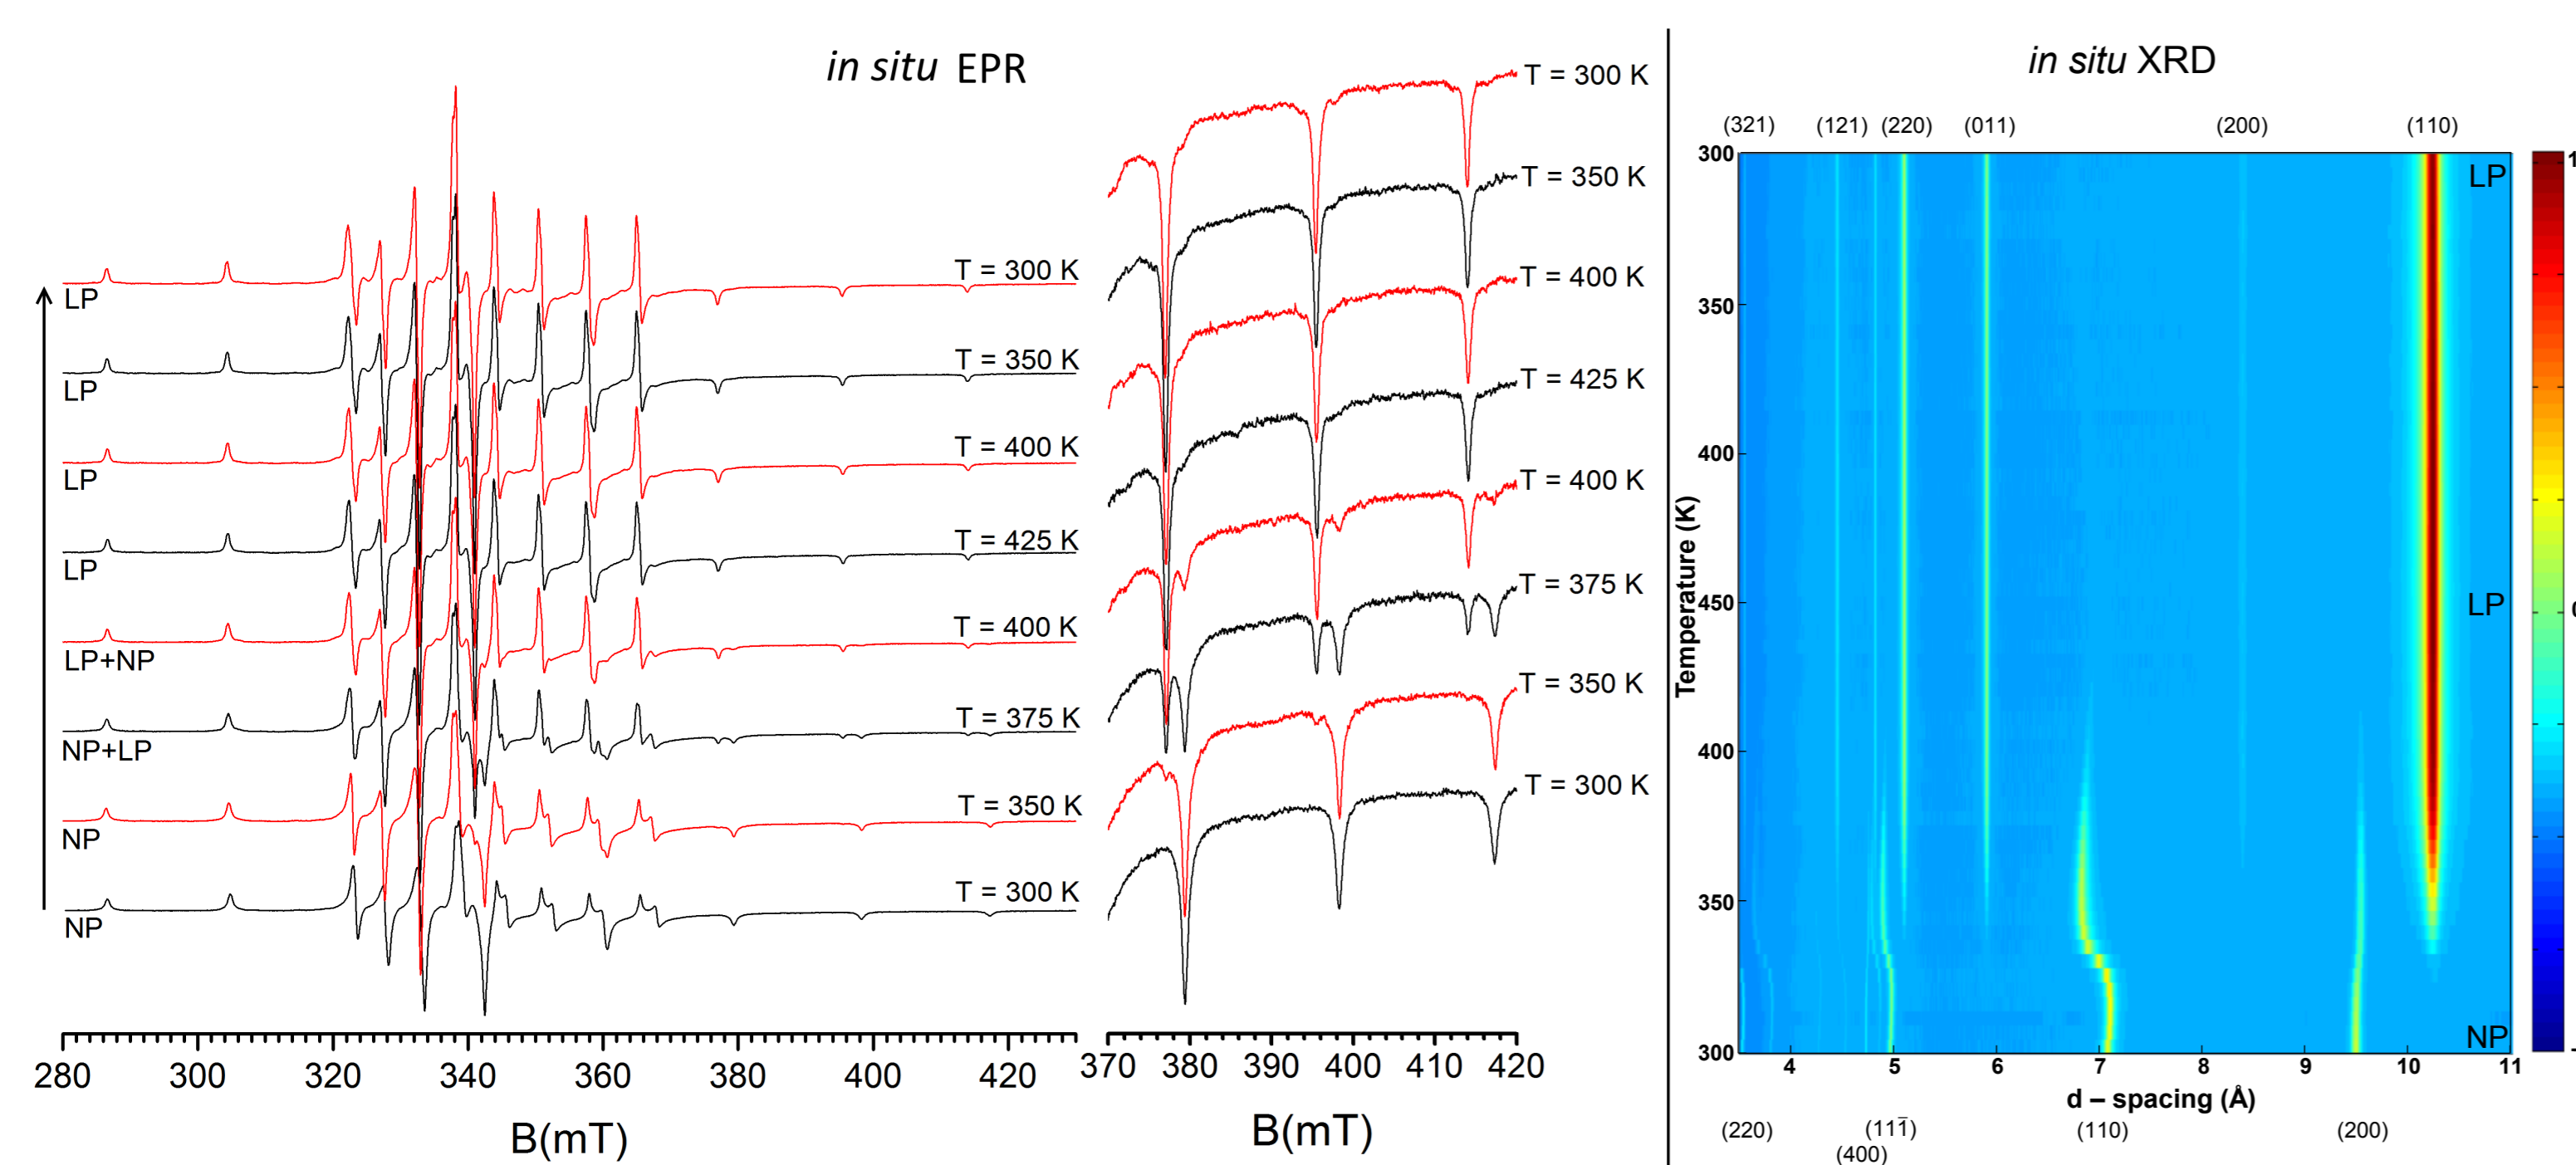 in situ EPR
T = 300 K
LP
T = 350 K
LP
T = 400 K
LP
T = 425 K
LP
T = 400 K
LP+NP
T = 375 K
NP+LP
T = 350 K
NP
T = 300 K
NP
280 300 320 340 360 380 400 420
B(mT)
T = 300 K
T = 350 K
T = 400 K
T = 425 K
T = 400 K
T = 375 K
T = 350 K
T = 300 K
370 380 390 400 410 420
B(mT)
in situ XRD
(321) (121) (220) (011) (200) (110)
300
350
400
450
400
350
300
Temperature (K)
LP
LP
NP
4 5 6 7 8 9 10 11
d – spacing (Å)
(220) (111̄) (110) (200)
(400)